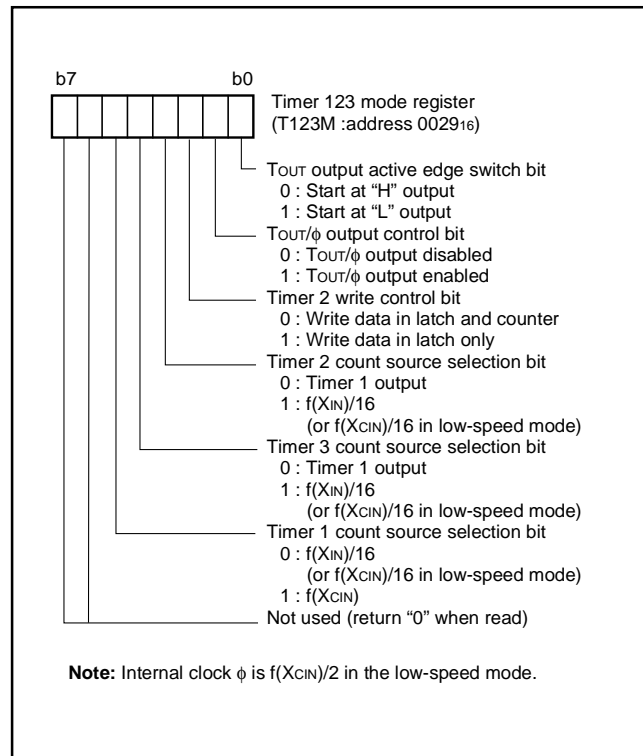 b7 b0
Timer 123 mode register
(T123M :address 002916)
TOUT output active edge switch bit
0 : Start at “H” output
1 : Start at “L” output
TOUT/ϕ output control bit
0 : TOUT/ϕ output disabled
1 : TOUT/ϕ output enabled
Timer 2 write control bit
0 : Write data in latch and counter
1 : Write data in latch only
Timer 2 count source selection bit
0 : Timer 1 output
1 : f(XIN)/16
(or f(XCIN)/16 in low-speed mode)
Timer 3 count source selection bit
0 : Timer 1 output
1 : f(XIN)/16
(or f(XCIN)/16 in low-speed mode)
Timer 1 count source selection bit
0 : f(XIN)/16
(or f(XCIN)/16 in low-speed mode)
1 : f(XCIN)
Not used (return “0” when read)
Note: Internal clock ϕ is f(XCIN)/2 in the low-speed mode.